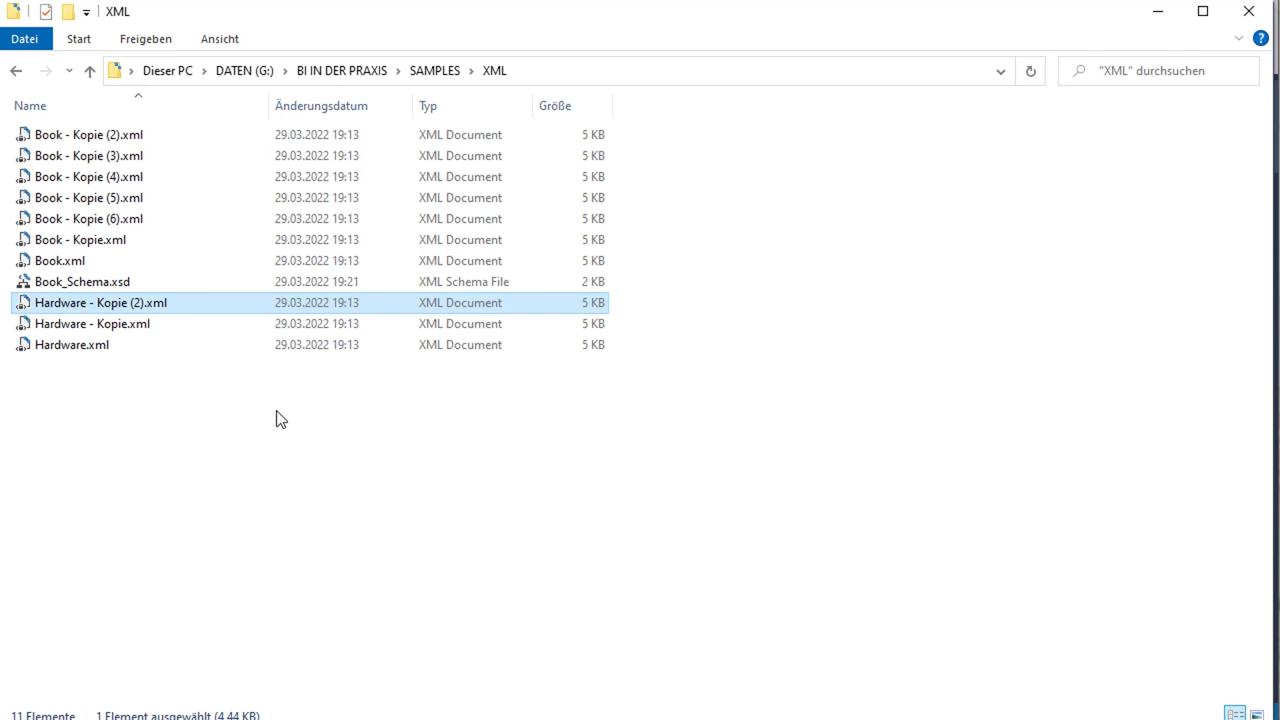 XML
Datei Start Freigeben Ansicht
Dieser PC DATEN (G:) BI IN DER PRAXIS SAMPLES XML "XML" durchsuchen
Name Änderungsdatum Typ Größe
Book - Kopie (2).xml 29.03.2022 19:13 XML Document 5 KB
Book - Kopie (3).xml 29.03.2022 19:13 XML Document 5 KB
Book - Kopie (4).xml 29.03.2022 19:13 XML Document 5 KB
Book - Kopie (5).xml 29.03.2022 19:13 XML Document 5 KB
Book - Kopie (6).xml 29.03.2022 19:13 XML Document 5 KB
Book - Kopie.xml 29.03.2022 19:13 XML Document 5 KB
Book.xml 29.03.2022 19:13 XML Document 5 KB
Book_Schema.xsd 29.03.2022 19:21 XML Schema File 2 KB
Hardware - Kopie (2).xml 29.03.2022 19:13 XML Document 5 KB
Hardware - Kopie.xml 29.03.2022 19:13 XML Document 5 KB
Hardware.xml 29.03.2022 19:13 XML Document 5 KB
11 Elemente 1 Element ausgewählt (4,44 KB)